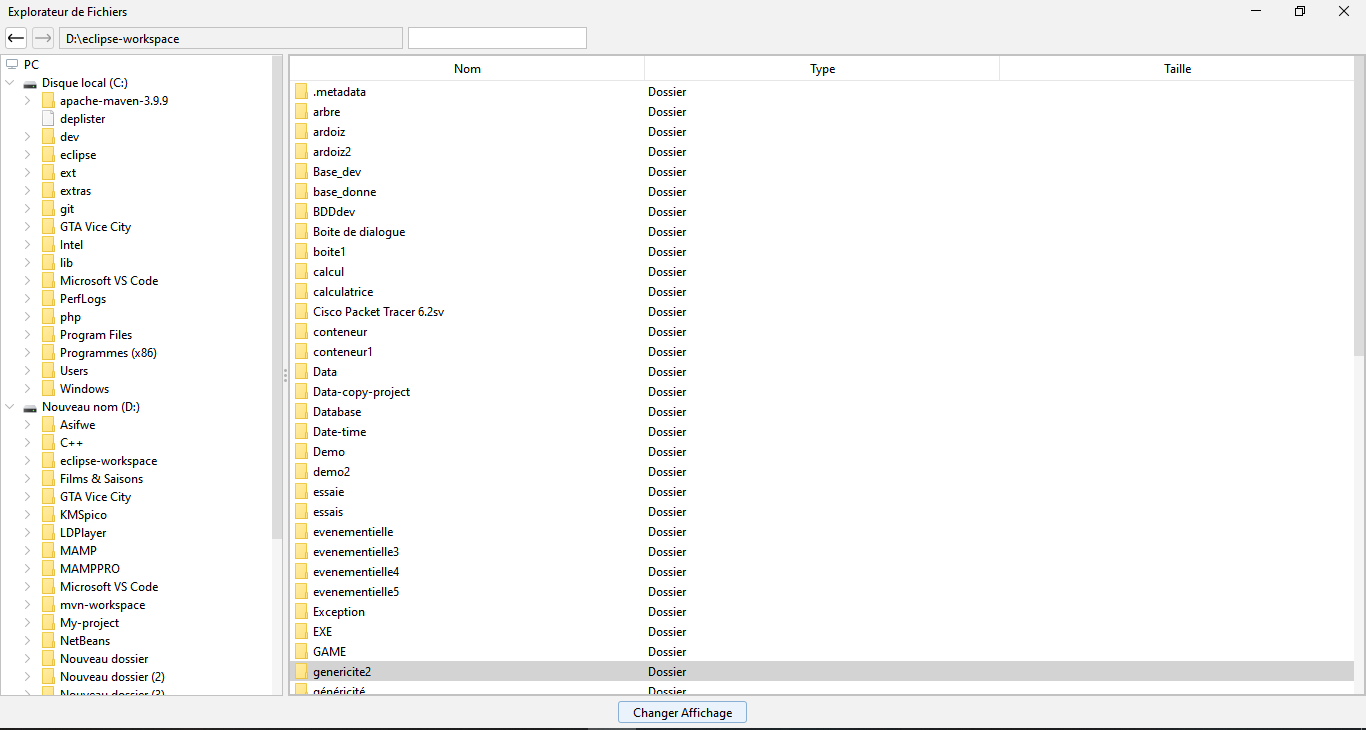 Explorateur de Fichiers
D:\eclipse-workspace
PC
Disque local (C:)
apache-maven-3.9.9
deplister
dev
eclipse
ext
extras
git
GTA Vice City
Intel
lib
Microsoft VS Code
PerfLogs
php
Program Files
Programmes (x86)
Users
Windows
Nouveau nom (D:)
Asifwe
C++
eclipse-workspace
Films & Saisons
GTA Vice City
KMSpico
LDPlayer
MAMP
MAMPPRO
Microsoft VS Code
mvn-workspace
My-project
NetBeans
Nouveau dossier
Nouveau dossier (2)
Nouveau dossier (3)
Nom Type Taille
.metadata Dossier
arbre Dossier
ardoiz Dossier
ardoiz2 Dossier
Base_dev Dossier
base_donne Dossier
BDDdev Dossier
Boite de dialogue Dossier
boite1 Dossier
calcul Dossier
calculatrice Dossier
Cisco Packet Tracer 6.2sv Dossier
conteneur Dossier
conteneur1 Dossier
Data Dossier
Data-copy-project Dossier
Database Dossier
Date-time Dossier
Demo Dossier
demo2 Dossier
essaie Dossier
essais Dossier
evenementielle Dossier
evenementielle3 Dossier
evenementielle4 Dossier
evenementielle5 Dossier
Exception Dossier
EXE Dossier
GAME Dossier
genericite2 Dossier
généricité Dossier
Changer Affichage